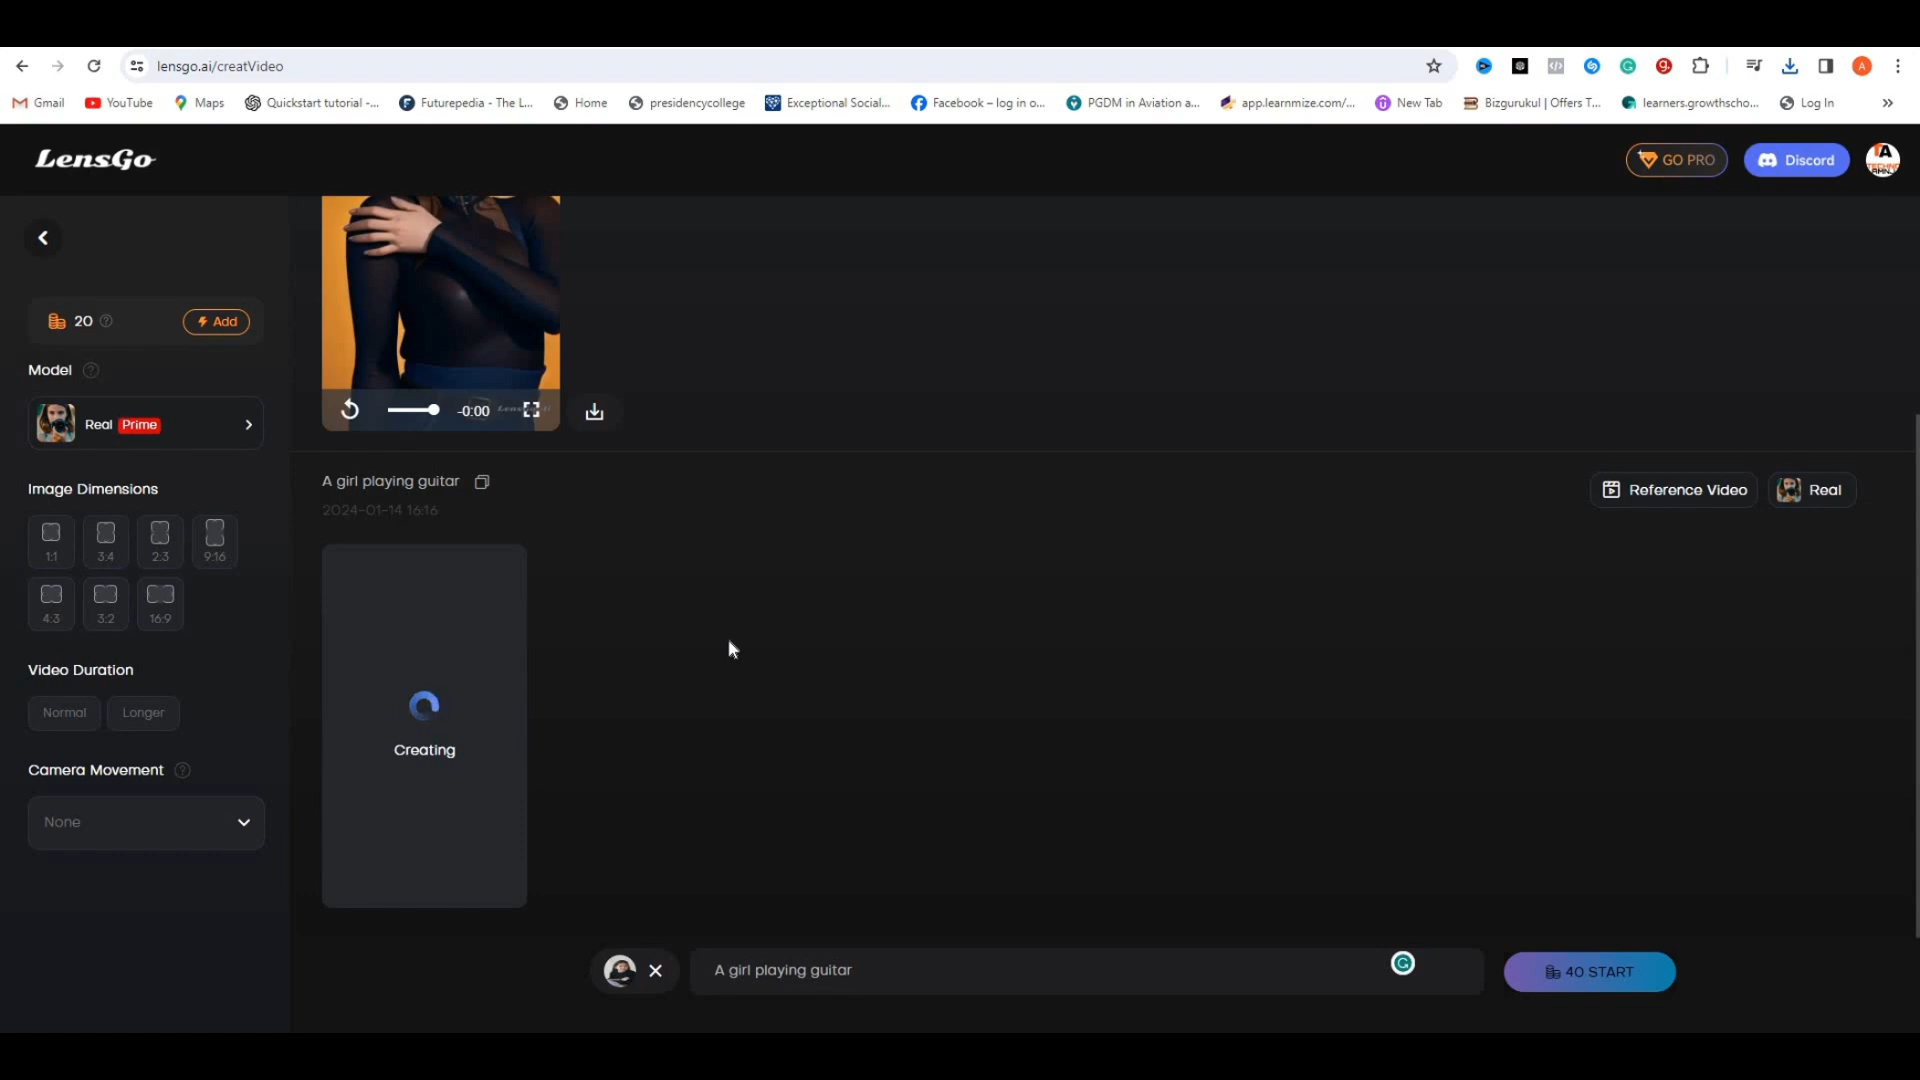 lensgo.ai/creatVideo
Gmail YouTube Maps Quickstart tutorial -... Futurepedia - The L... Home presidencycollege Exceptional Social... Facebook – log in o... PGDM in Aviation a... app.learnmize.com/... New Tab Bizgurukul | Offers T... learners.growthscho... Log In »
LensGo GO PRO Discord
20 Add
Model
Real Prime
-0:00
A girl playing guitar
2024-01-14 16:16
Reference Video Real
Image Dimensions
1:1 3:4 2:3 9:16
4:3 3:2 16:9
Video Duration
Normal Longer
Creating
Camera Movement
None
A girl playing guitar
40 START